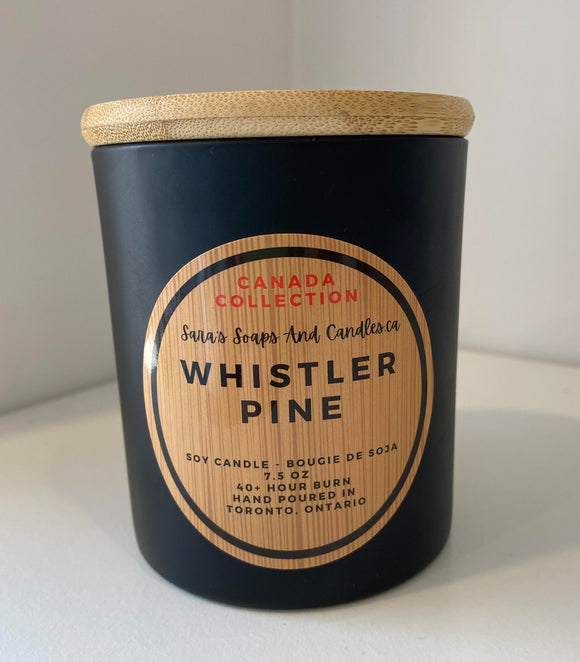 CANADA
COLLECTION
Sara's Soaps And Candles.ca
WHISTLER
PINE
SOY CANDLE - BOUGIE DE SOJA
7.5 OZ
40+ HOUR BURN
HAND POURED IN
TORONTO, ONTARIO